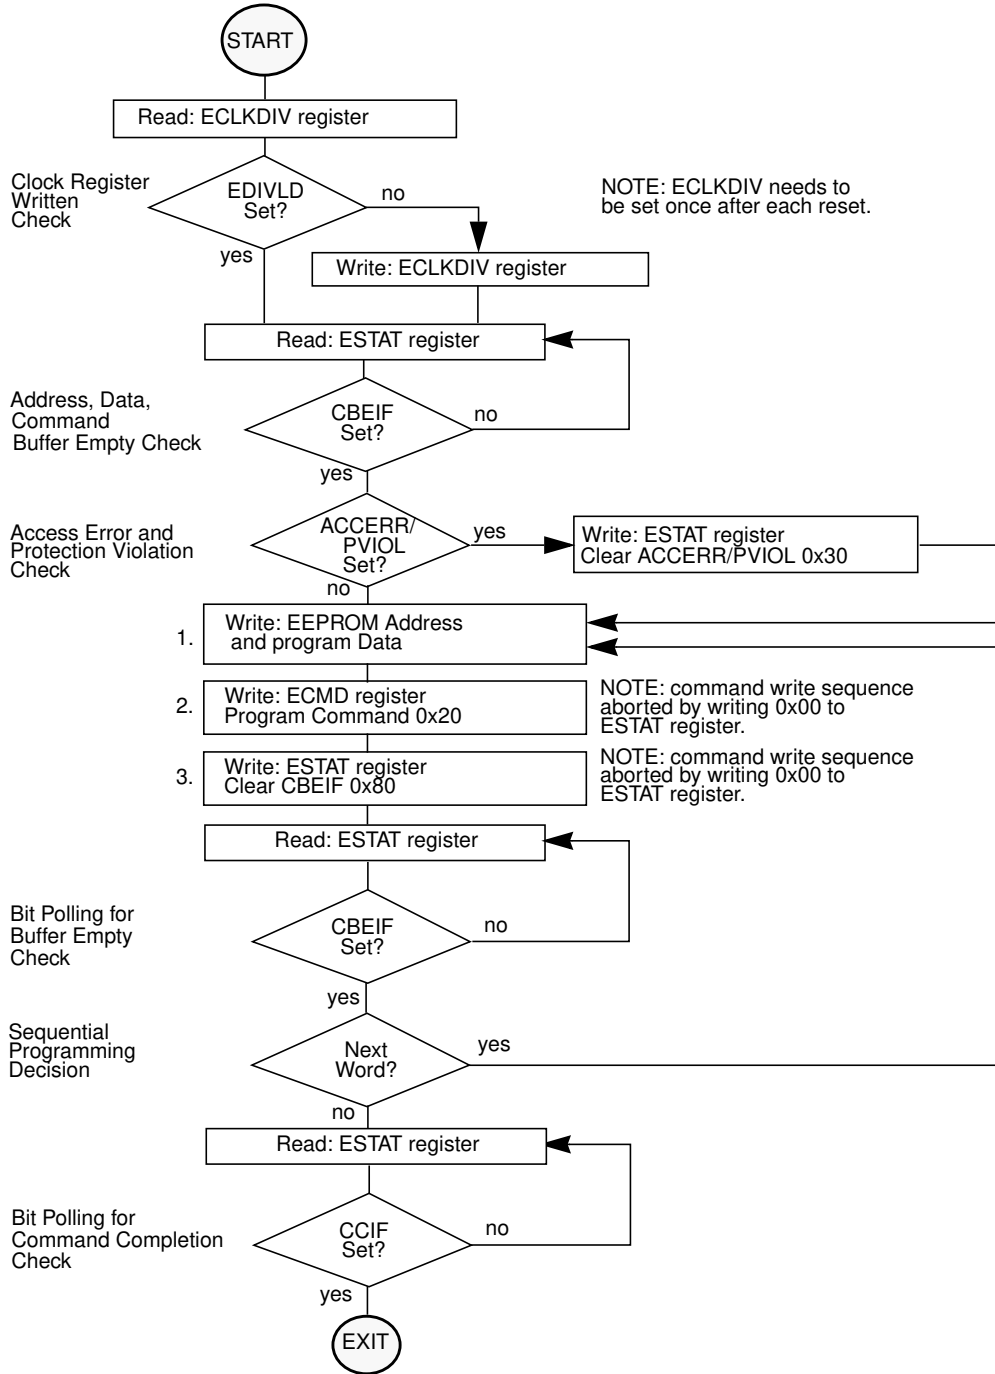 START
Read: ECLKDIV register
Clock Register
Written
Check
EDIVLD
Set?
no
yes
NOTE: ECLKDIV needs to
be set once after each reset.
Write: ECLKDIV register
Read: ESTAT register
Address, Data,
Command
Buffer Empty Check
CBEIF
Set?
no
yes
Access Error and
Protection Violation
Check
ACCERR/
PVIOL
Set?
yes
no
Write: ESTAT register
Clear ACCERR/PVIOL 0x30
1.
Write: EEPROM Address
and program Data
2.
Write: ECMD register
Program Command 0x20
NOTE: command write sequence
aborted by writing 0x00 to
ESTAT register.
3.
Write: ESTAT register
Clear CBEIF 0x80
NOTE: command write sequence
aborted by writing 0x00 to
ESTAT register.
Read: ESTAT register
Bit Polling for
Buffer Empty
Check
CBEIF
Set?
no
yes
Sequential
Programming
Decision
Next
Word?
yes
no
Read: ESTAT register
Bit Polling for
Command Completion
Check
CCIF
Set?
no
yes
EXIT